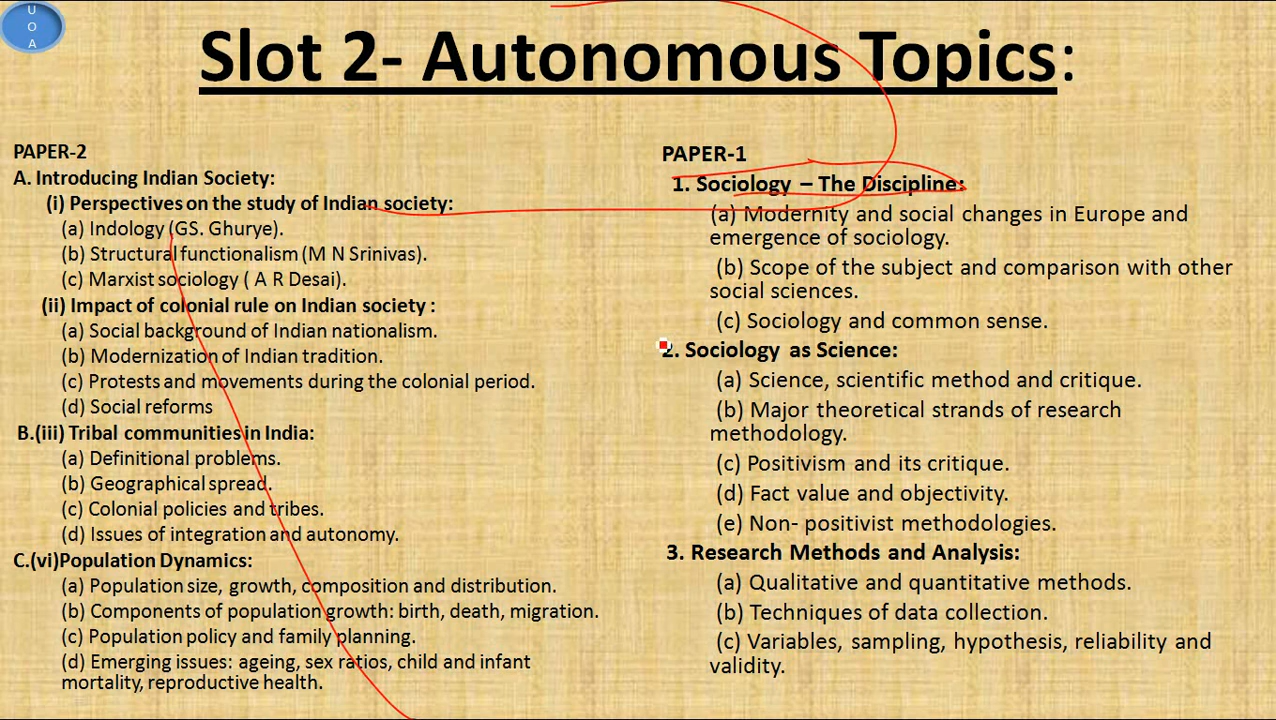 U
O
A
Slot 2- Autonomous Topics:
PAPER-2
A. Introducing Indian Society:
(i) Perspectives on the study of Indian society:
(a) Indology (GS. Ghurye).
(b) Structural functionalism (M N Srinivas).
(c) Marxist sociology ( A R Desai).
(ii) Impact of colonial rule on Indian society :
(a) Social background of Indian nationalism.
(b) Modernization of Indian tradition.
(c) Protests and movements during the colonial period.
(d) Social reforms
B.(iii) Tribal communities in India:
(a) Definitional problems.
(b) Geographical spread.
(c) Colonial policies and tribes.
(d) Issues of integration and autonomy.
C.(vi)Population Dynamics:
(a) Population size, growth, composition and distribution.
(b) Components of population growth: birth, death, migration.
(c) Population policy and family planning.
(d) Emerging issues: ageing, sex ratios, child and infant
mortality, reproductive health.
PAPER-1
1. Sociology – The Discipline:
(a) Modernity and social changes in Europe and
emergence of sociology.
(b) Scope of the subject and comparison with other
social sciences.
(c) Sociology and common sense.
2. Sociology as Science:
(a) Science, scientific method and critique.
(b) Major theoretical strands of research
methodology.
(c) Positivism and its critique.
(d) Fact value and objectivity.
(e) Non- positivist methodologies.
3. Research Methods and Analysis:
(a) Qualitative and quantitative methods.
(b) Techniques of data collection.
(c) Variables, sampling, hypothesis, reliability and
validity.